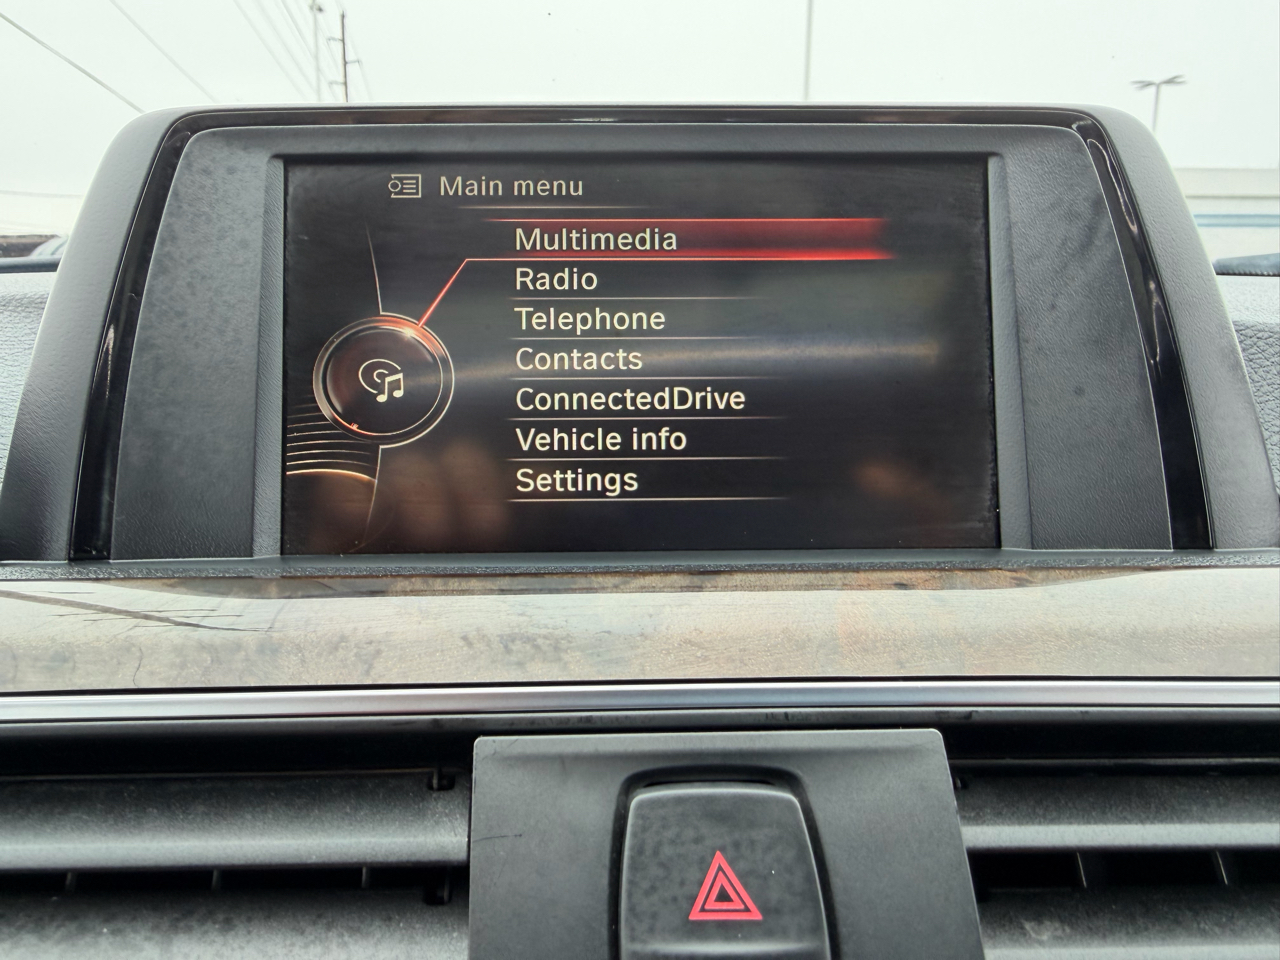 Main menu
Multimedia
Radio
Telephone
Contacts
ConnectedDrive
Vehicle info
Settings